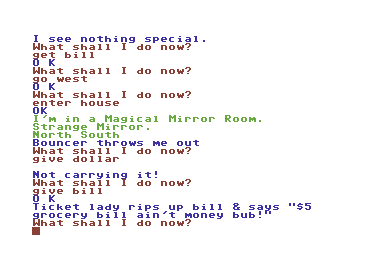 I see nothing special.
What shall I do now?
get bill
O K
What shall I do now?
go west
O K
What shall I do now?
enter house
OK
I'm in a Magical Mirror Room.
Strange Mirror.
North South
Bouncer throws me out
What shall I do now?
give dollar
Not carrying it!
What shall I do now?
give bill
O K
Ticket lady rips up bill & says "$5
grocery bill ain't money bub!"
What shall I do now?